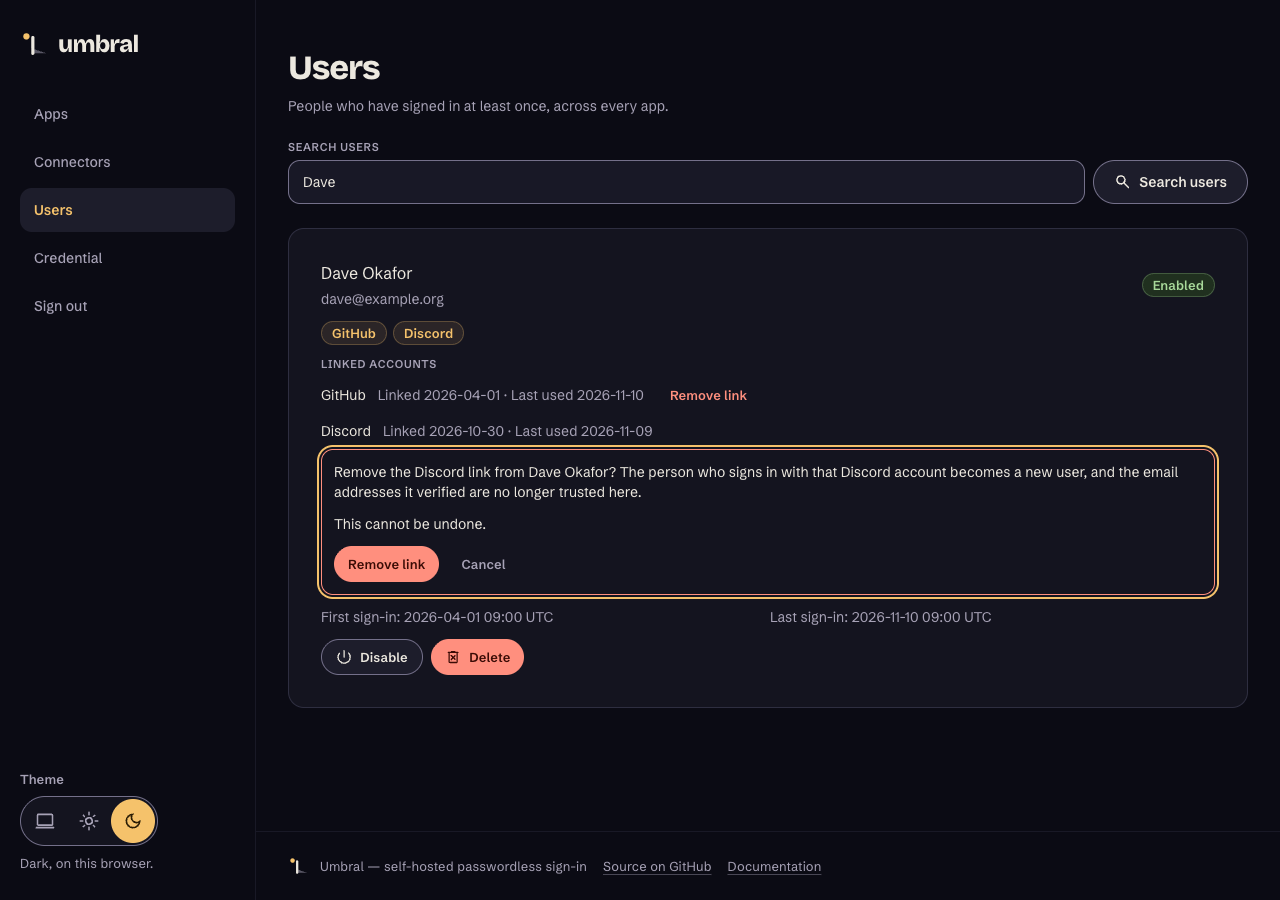 umbral
Apps
Connectors
Users
Credential
Sign out
Theme
Dark, on this browser.
Users
People who have signed in at least once, across every app.
SEARCH USERS
Dave
Search users
Dave Okafor
dave@example.org
Enabled
GitHub Discord
LINKED ACCOUNTS
GitHub Linked 2026-04-01 · Last used 2026-11-10 Remove link
Discord Linked 2026-10-30 · Last used 2026-11-09
Remove the Discord link from Dave Okafor? The person who signs in with that Discord account becomes a new user, and the email
addresses it verified are no longer trusted here.
This cannot be undone.
Remove link Cancel
First sign-in: 2026-04-01 09:00 UTC Last sign-in: 2026-11-10 09:00 UTC
Disable Delete
Umbral — self-hosted passwordless sign-in Source on GitHub Documentation